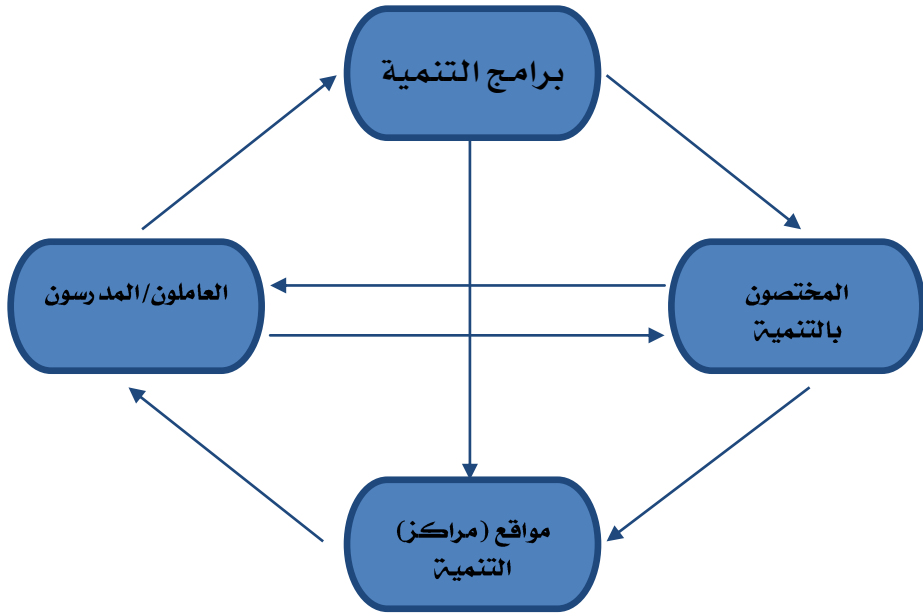 برامج التنمية
المختصون
بالتنمية
العاملون/المدرسون
مواقع (مراكز)
التنمية